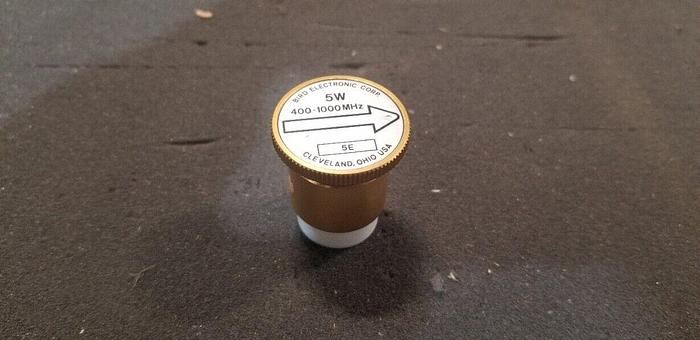 BIRD ELECTRONIC CORP.
5W
400-1000MHz
5E
CLEVELAND, OHIO USA